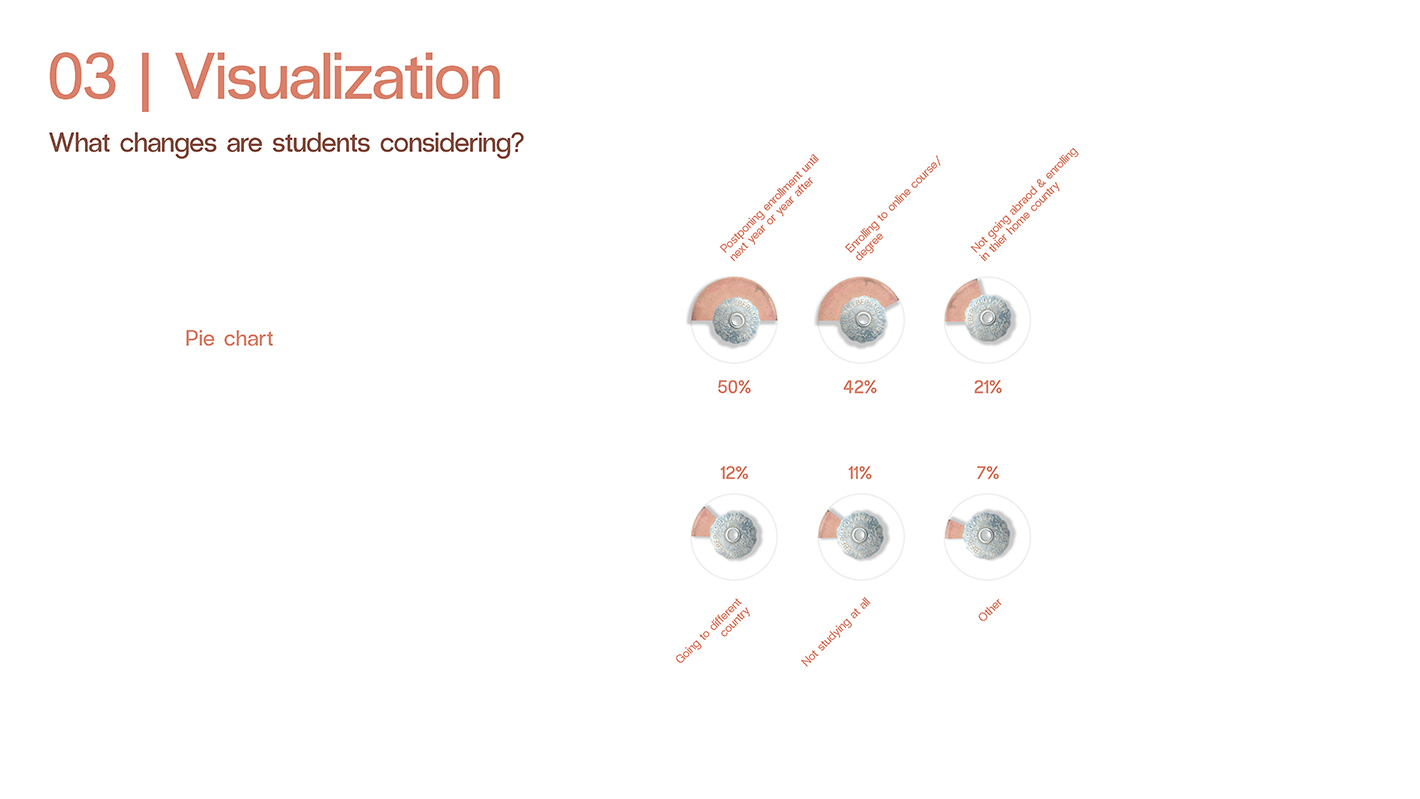 03 | Visualization
What changes are students considering?
Pie chart
Postponing enrollment until
next year or year after
Enrolling to online course/
degree
Not going abraod & enrolling
in thier home country
50%
42%
21%
12%
11%
7%
Going to different
country
Not studying at all
Other